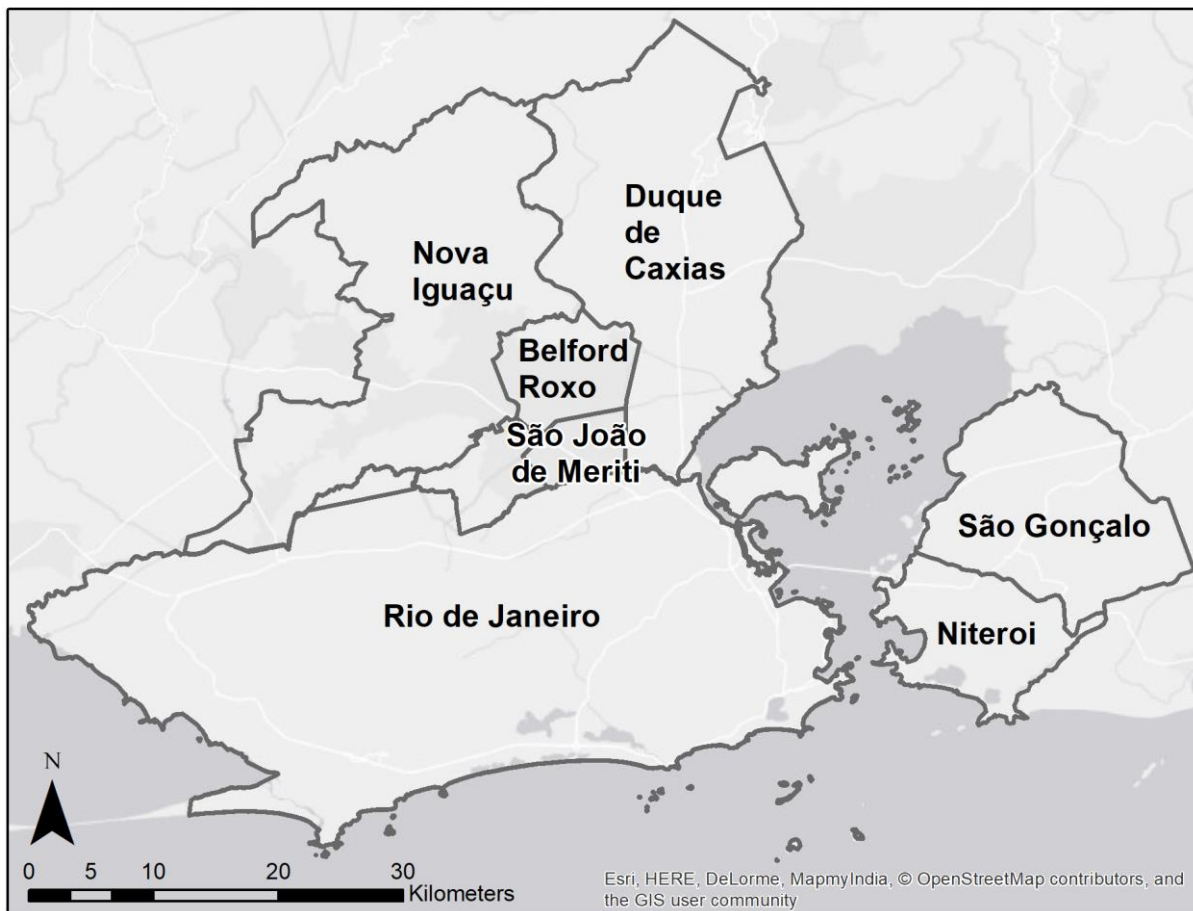 Duque
de
Caxias
Nova
Iguaçu
Belford
Roxo
São João
de Meriti
São Gonçalo
Rio de Janeiro
Niteroi
N
0 5 10 20 30
Kilometers
Esri, HERE, DeLorme, MapmyIndia, © OpenStreetMap contributors, and
the GIS user community